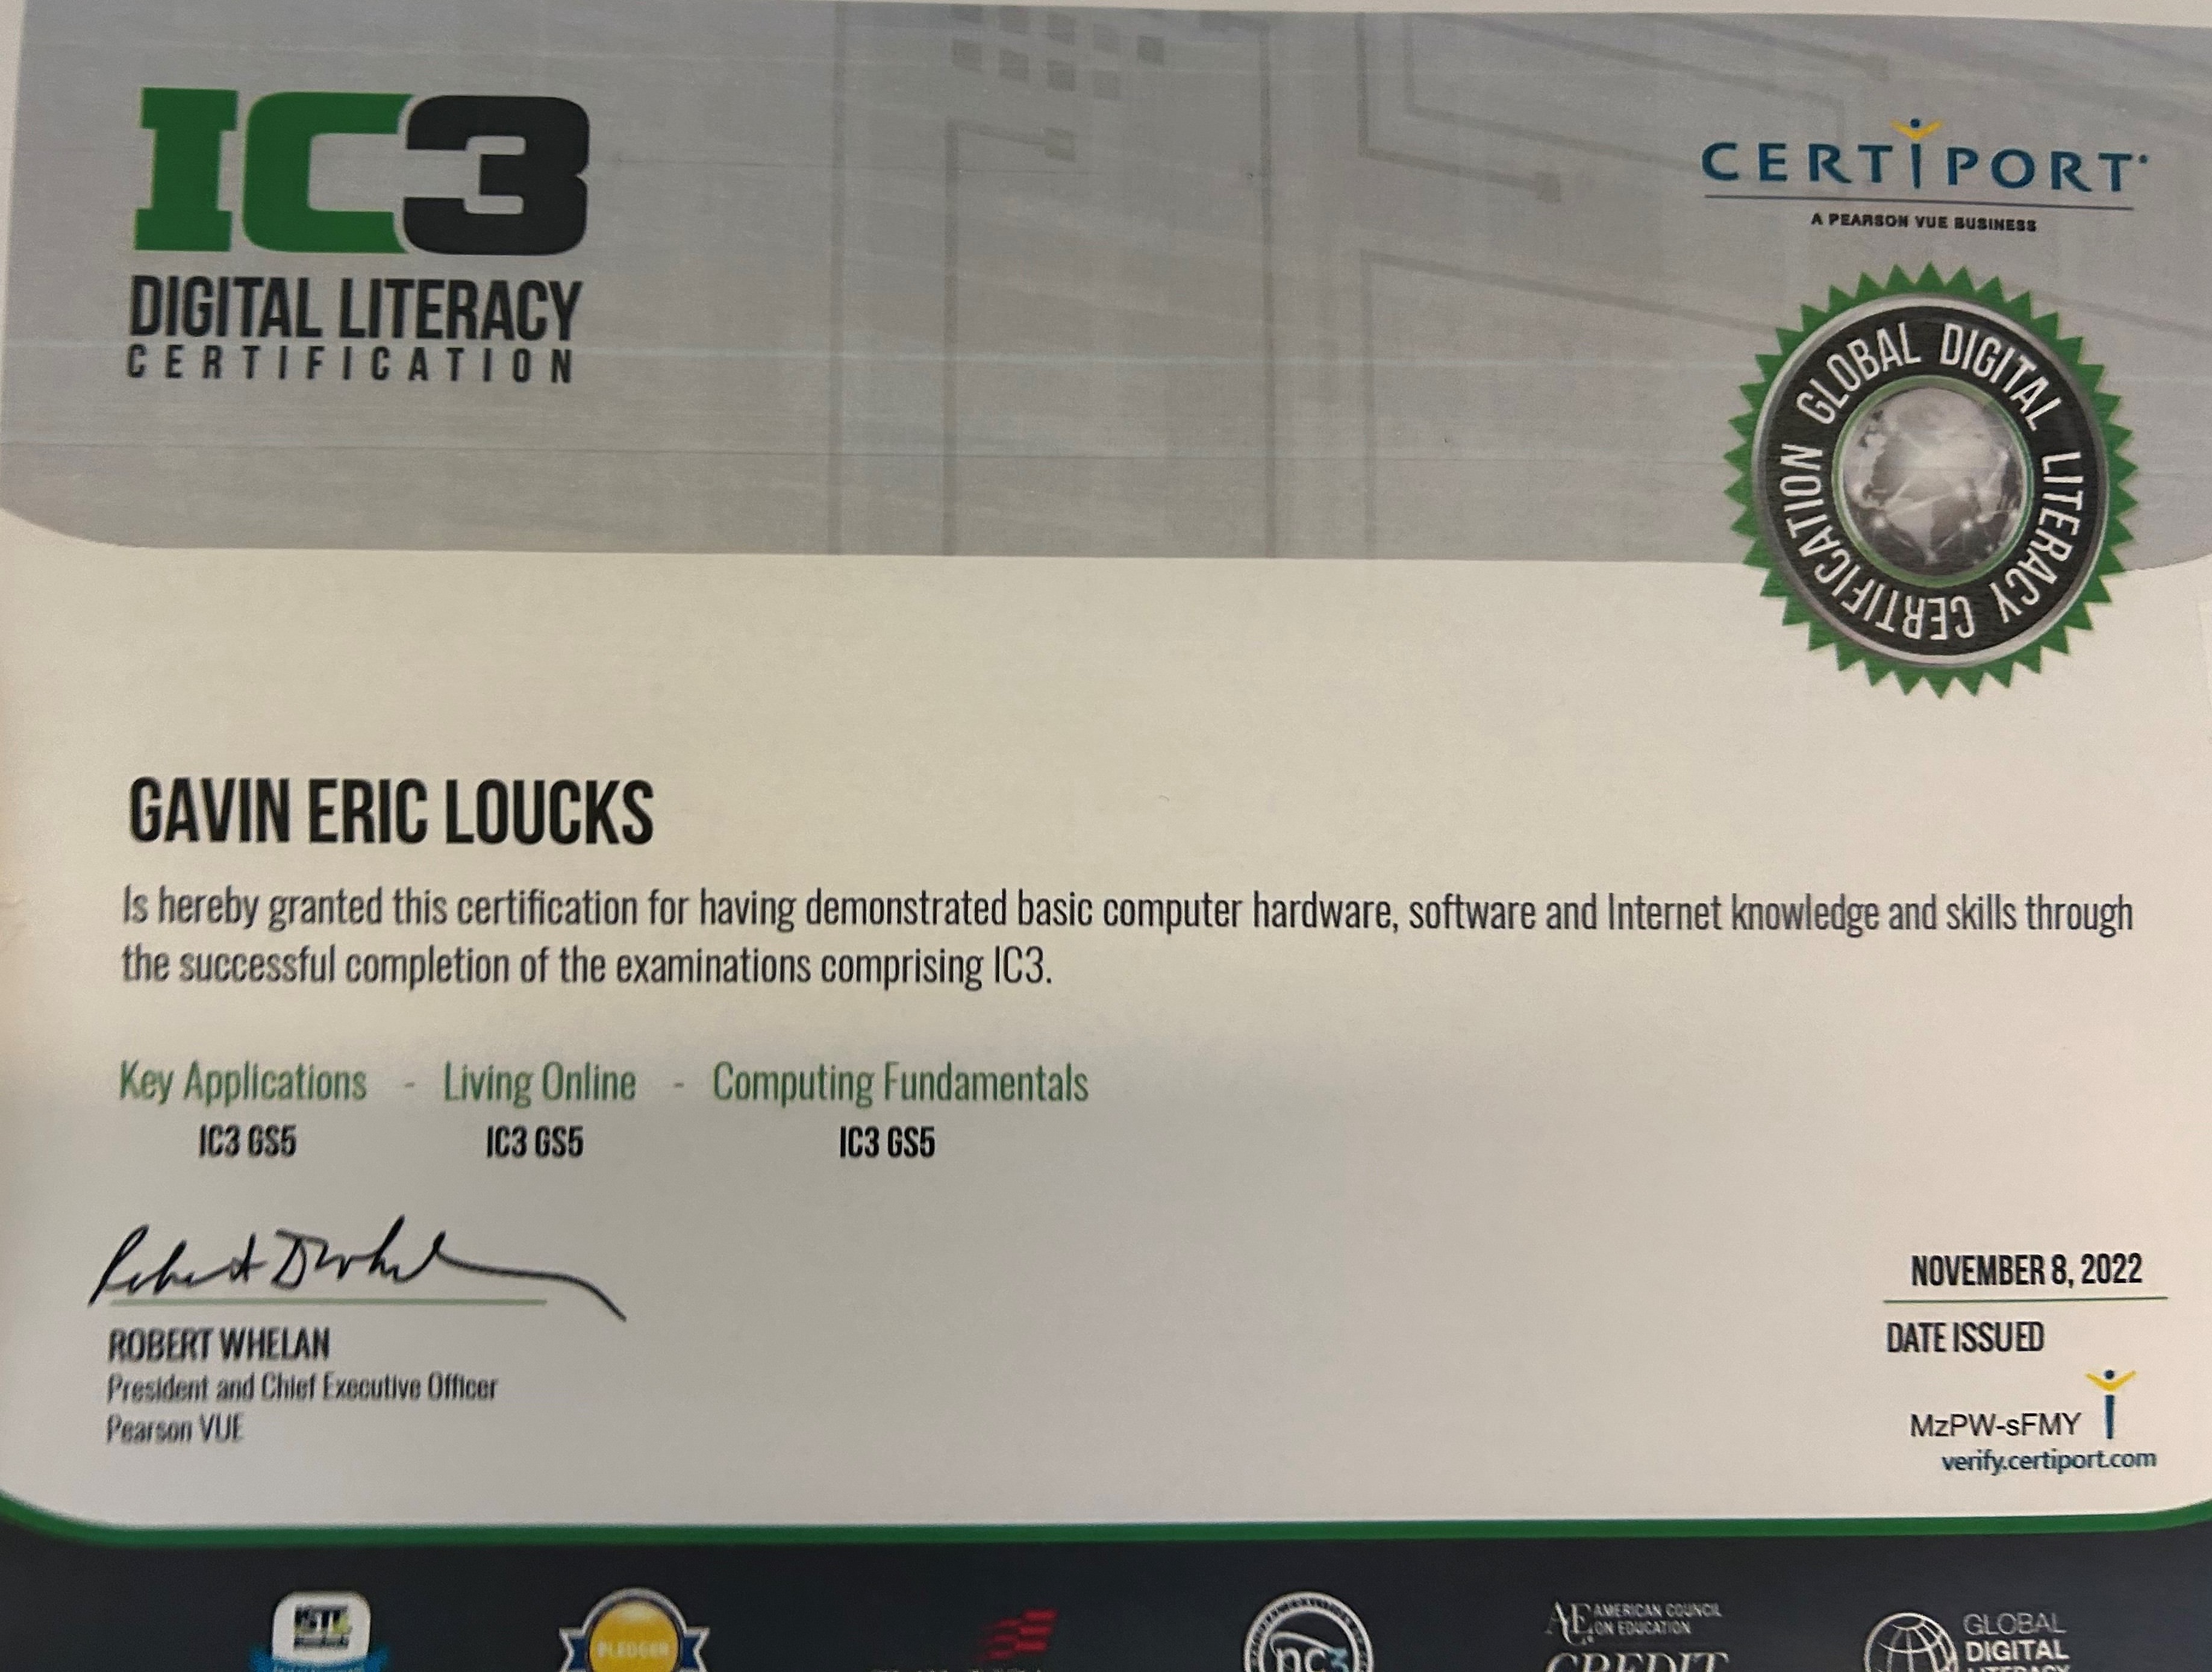 IC3
DIGITAL LITERACY
CERTIFICATION
CERTIPORT
A PEARSON VUE BUSINESS
GLOBAL DIGITAL LITERACY CERTIFICATION
GAVIN ERIC LOUCKS
Is hereby granted this certification for having demonstrated basic computer hardware, software and Internet knowledge and skills through
the successful completion of the examinations comprising IC3.
Key Applications - Living Online - Computing Fundamentals
IC3 GS5 IC3 GS5 IC3 GS5
ROBERT WHELAN
President and Chief Executive Officer
Pearson VUE
NOVEMBER 8, 2022
DATE ISSUED
MzPW-sFMY
verify.certiport.com
ISTE
PLEDGER
nc3
ACE AMERICAN COUNCIL
ON EDUCATION
CREDIT
GLOBAL
DIGITAL
LITERACY